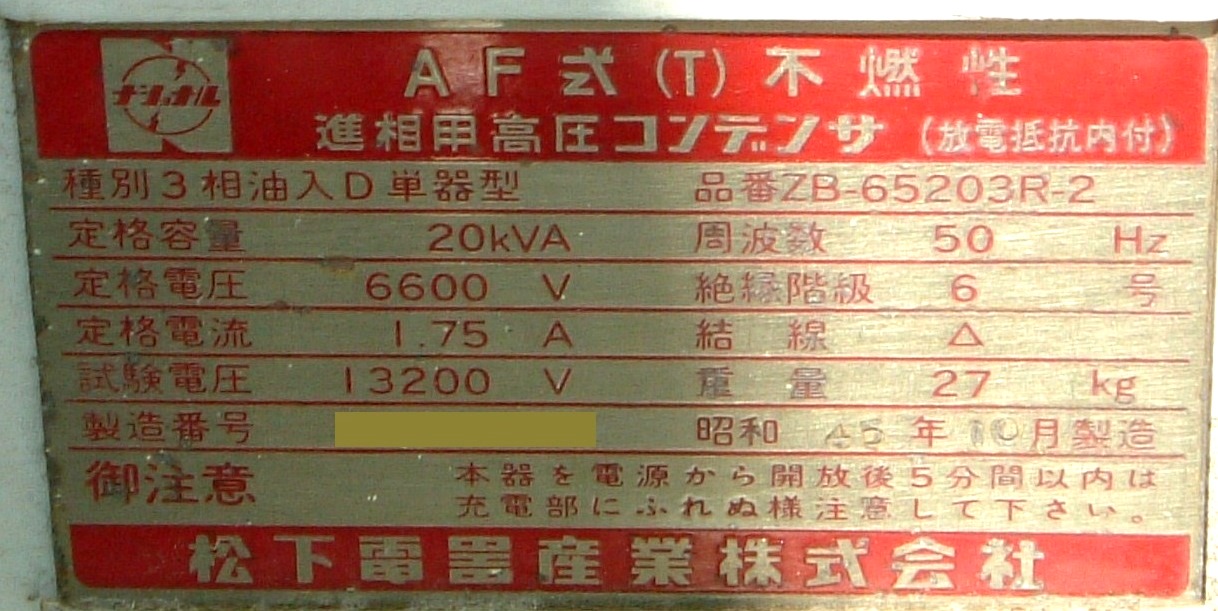 ナショナル
AF式(T)不燃性
進相用高圧コンデンサ(放電抵抗内付)
種別3相油入D単器型 品番ZB-65203R-2
定格容量 20kVA 周波数 50 Hz
定格電圧 6600 V 絶縁階級 6 号
定格電流 1.75 A 結線 Δ
試験電圧 13200 V 重量 27 kg
製造番号 昭和 45年 10月製造
御注意 本器を電源から開放後5分間以内は
充電部にふれぬ様注意して下さい。
松下電器産業株式会社